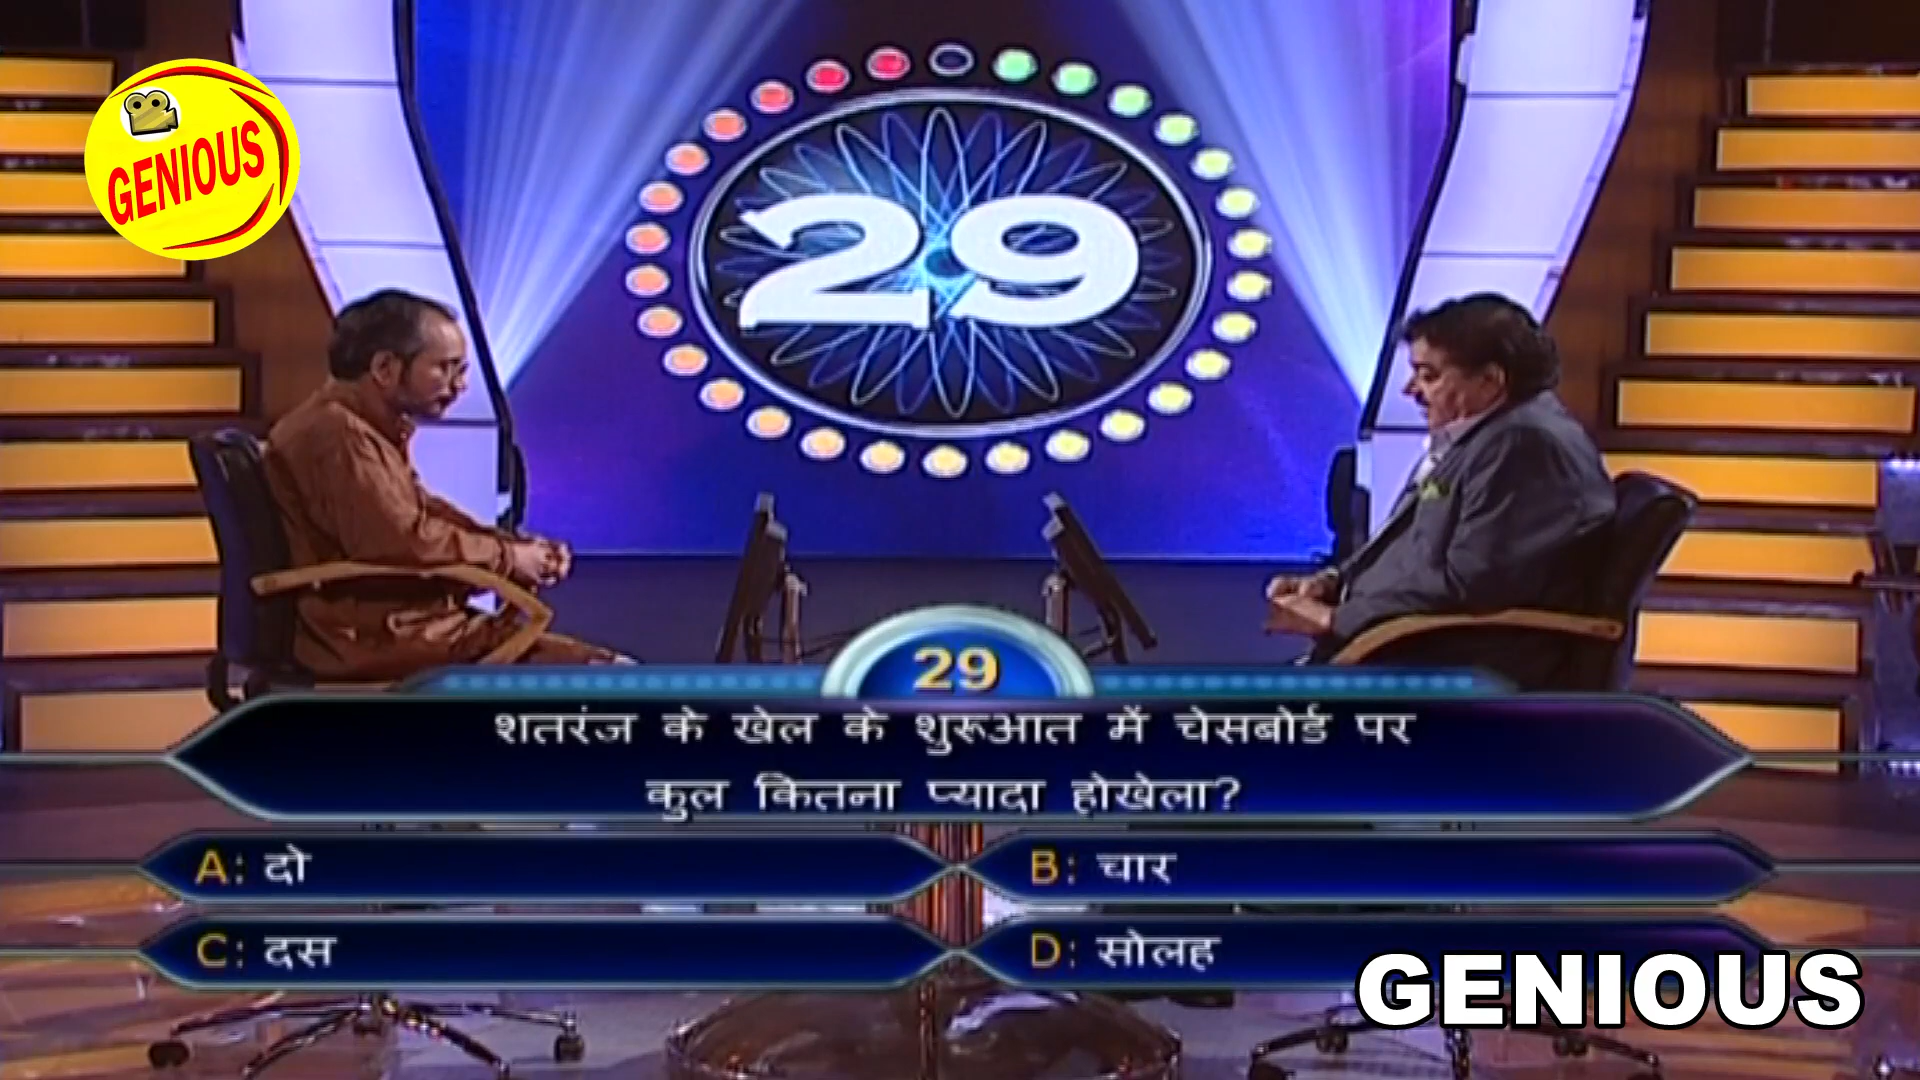 GENIOUS
29
29
शतरंज के खेल के शुरूआत में चेसबोर्ड पर
कुल कितना प्यादा होखेला?
A: दो
B: चार
C: दस
D: सोलह
GENIOUS